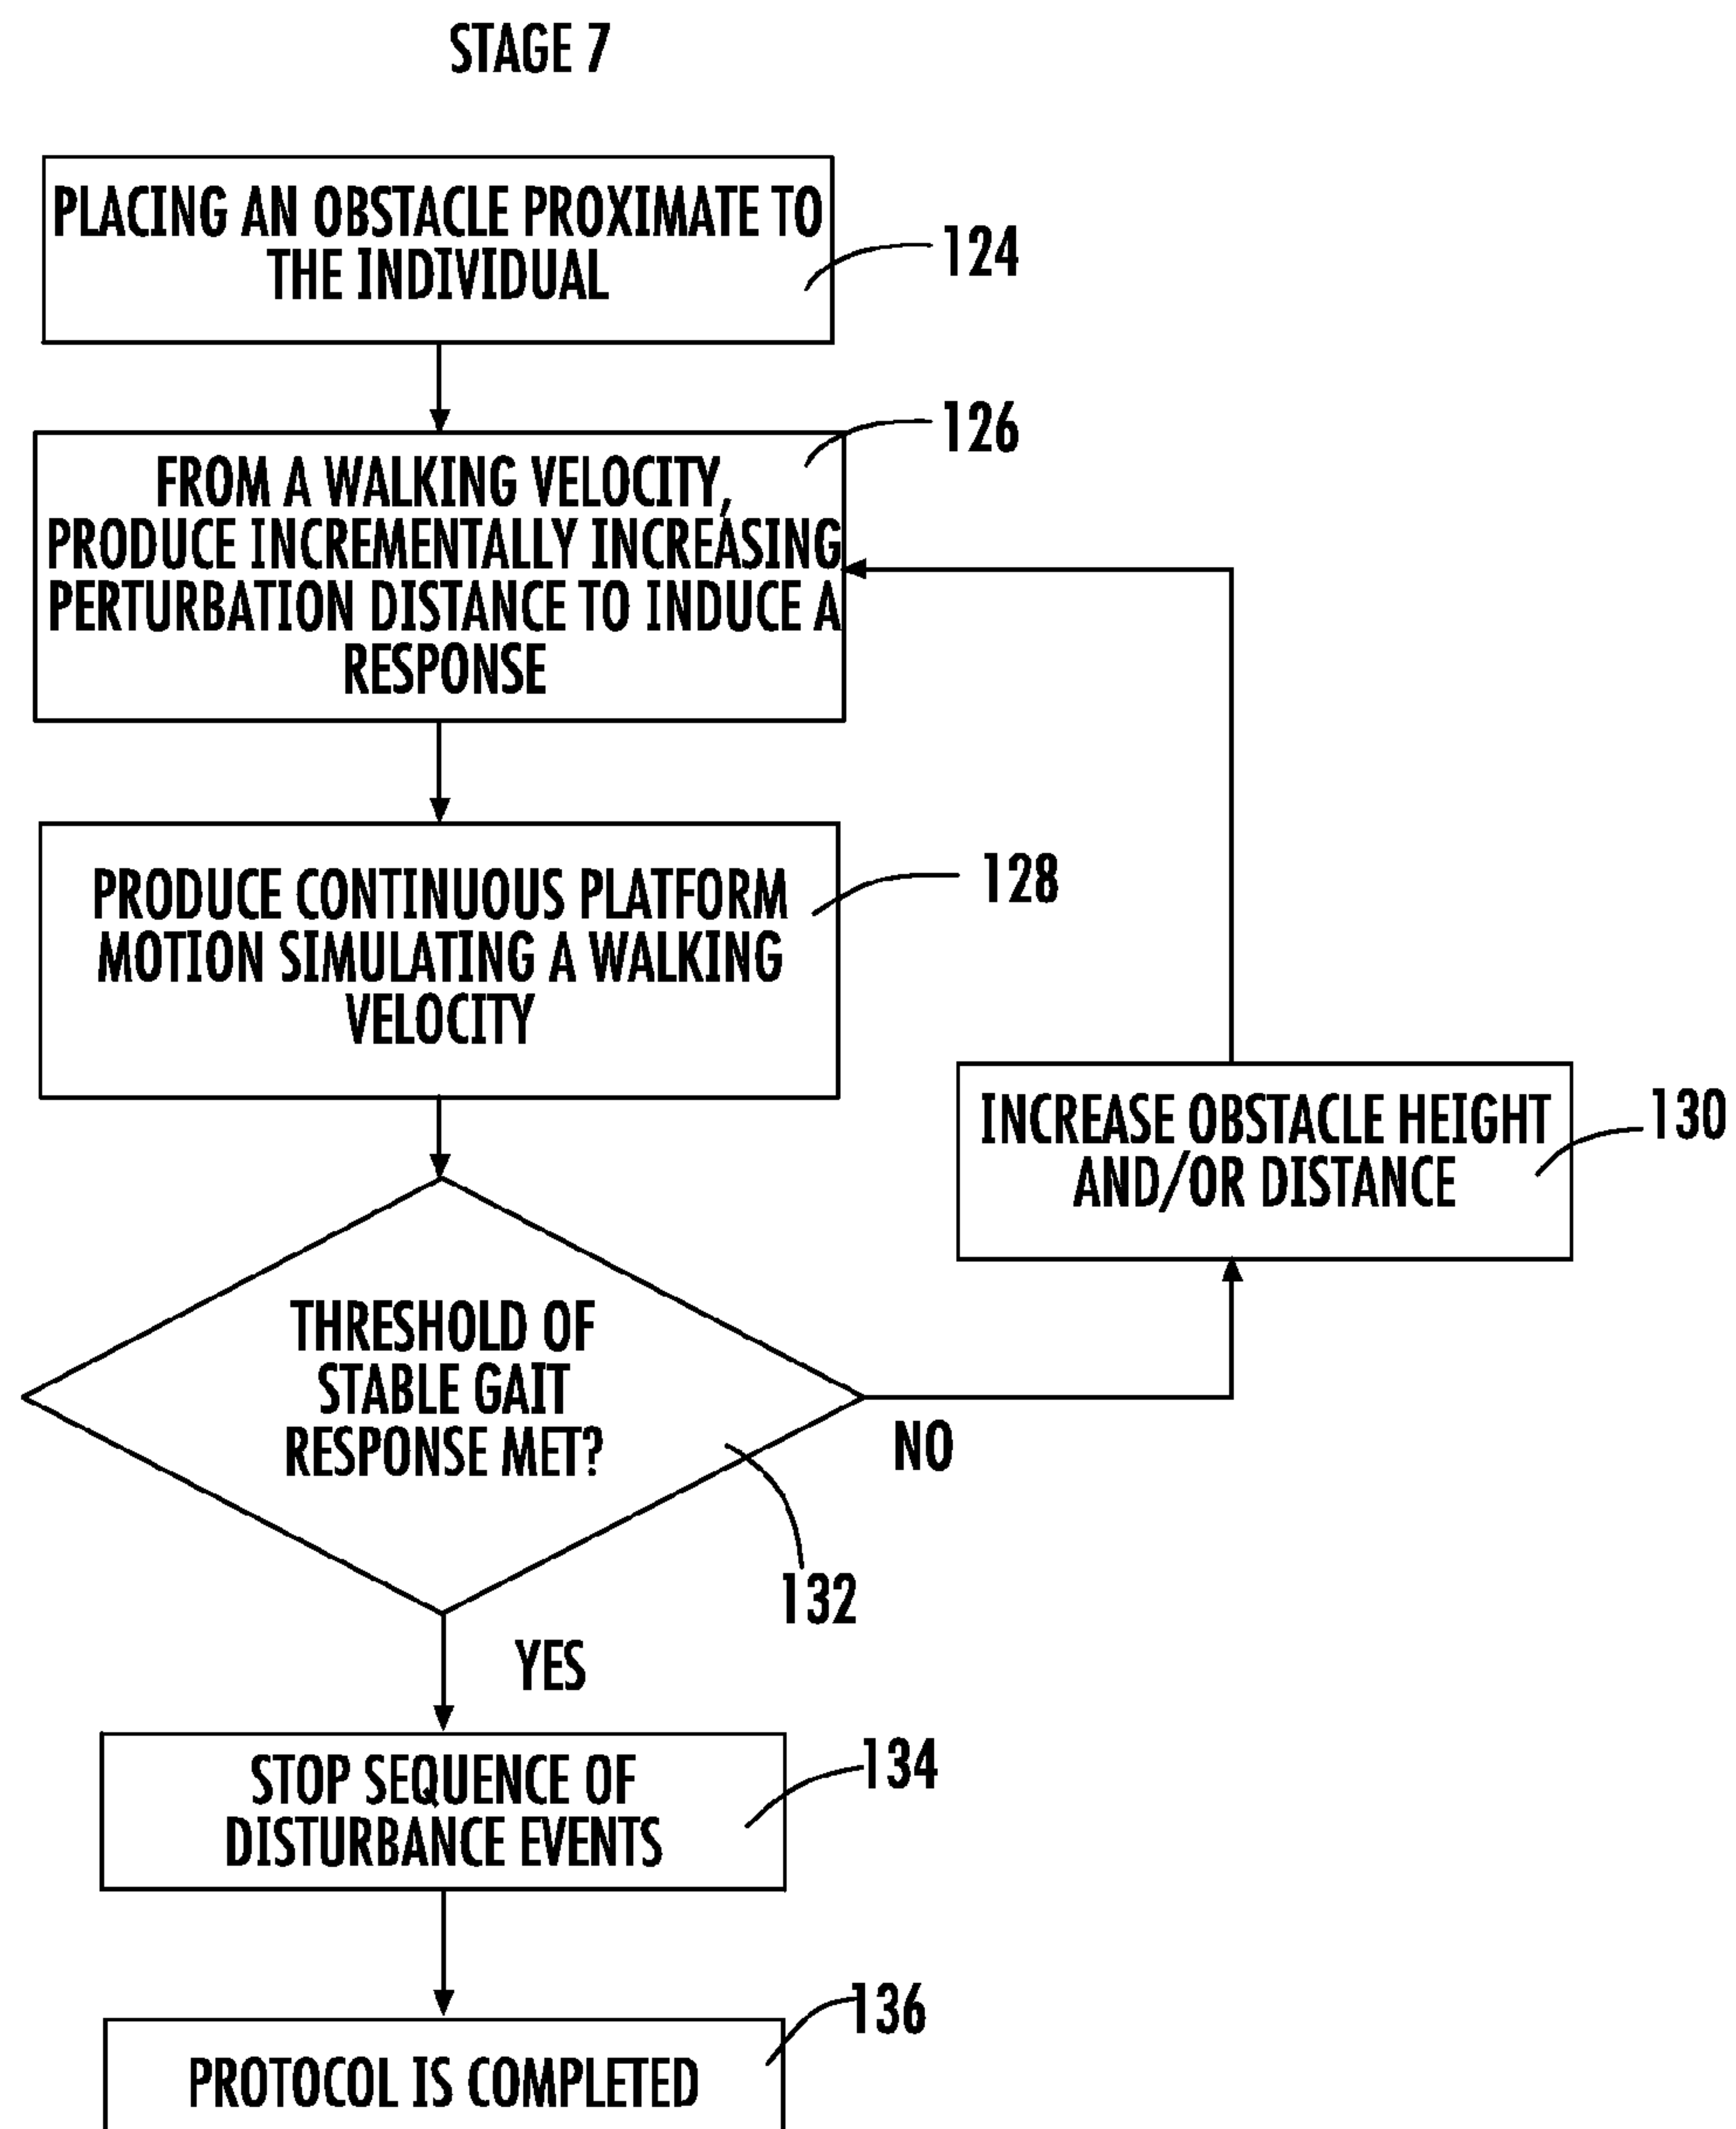 STAGE 7
PLACING AN OBSTACLE PROXIMATE TO
THE INDIVIDUAL
124
126
FROM A WALKING VELOCITY,
PRODUCE INCREMENTALLY INCREASING
PERTURBATION DISTANCE TO INDUCE A
RESPONSE
128
PRODUCE CONTINUOUS PLATFORM
MOTION SIMULATING A WALKING
VELOCITY
INCREASE OBSTACLE HEIGHT
AND/OR DISTANCE
130
THRESHOLD OF
STABLE GAIT
RESPONSE MET?
NO
132
YES
STOP SEQUENCE OF
DISTURBANCE EVENTS
134
136
PROTOCOL IS COMPLETED